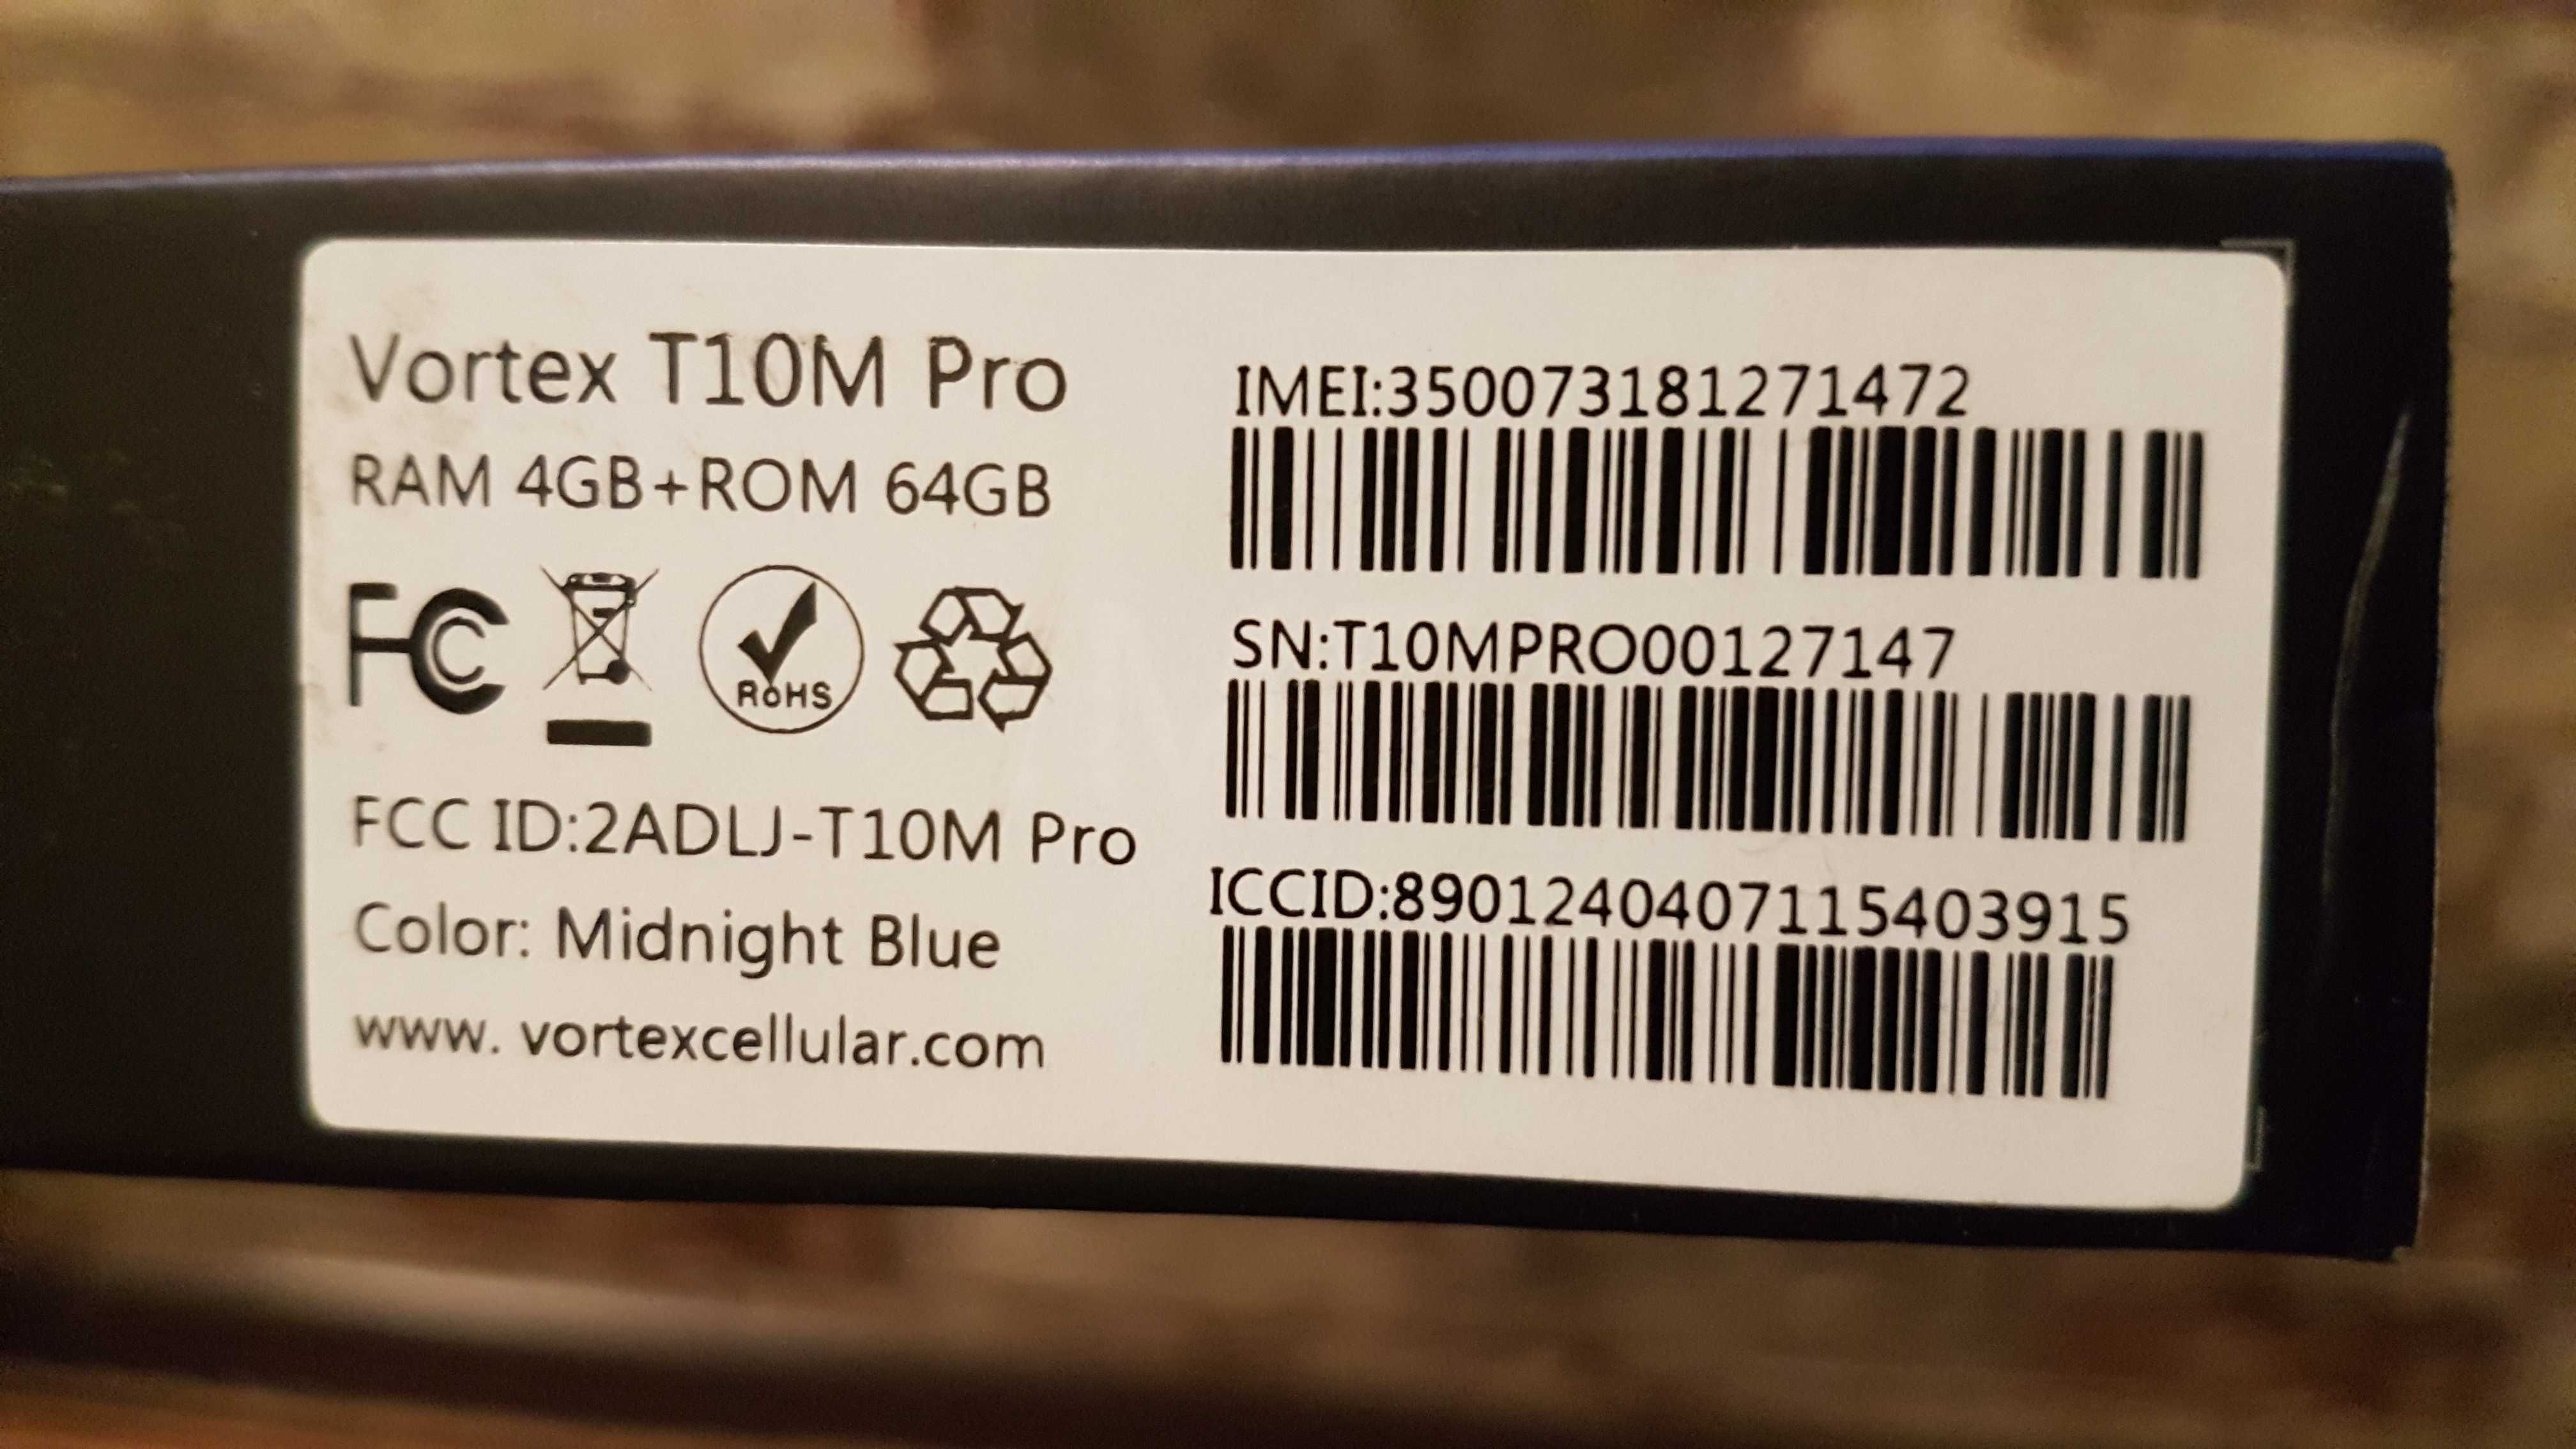 Vortex T10M Pro
RAM 4GB+ROM 64GB
FC
RoHS
FCC ID:2ADLJ-T10M Pro
Color: Midnight Blue
www. vortexcellular.com
IMEI:350073181271472
SN:T10MPRO00127147
ICCID:8901240407115403915